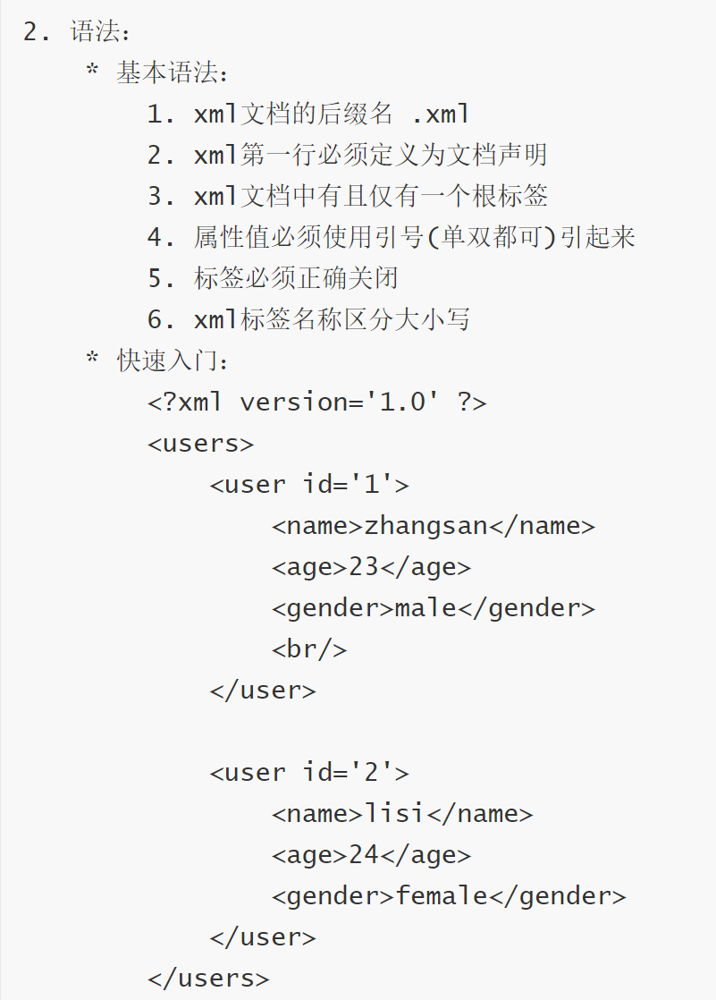 2. 语法：
* 基本语法：
1. xml文档的后缀名 .xml
2. xml第一行必须定义为文档声明
3. xml文档中有且仅有一个根标签
4. 属性值必须使用引号(单双都可)引起来
5. 标签必须正确关闭
6. xml标签名称区分大小写
* 快速入门：
<?xml version='1.0' ?>
<users>
<user id='1'>
<name>zhangsan</name>
<age>23</age>
<gender>male</gender>
<br/>
</user>
<user id='2'>
<name>lisi</name>
<age>24</age>
<gender>female</gender>
</user>
</users>